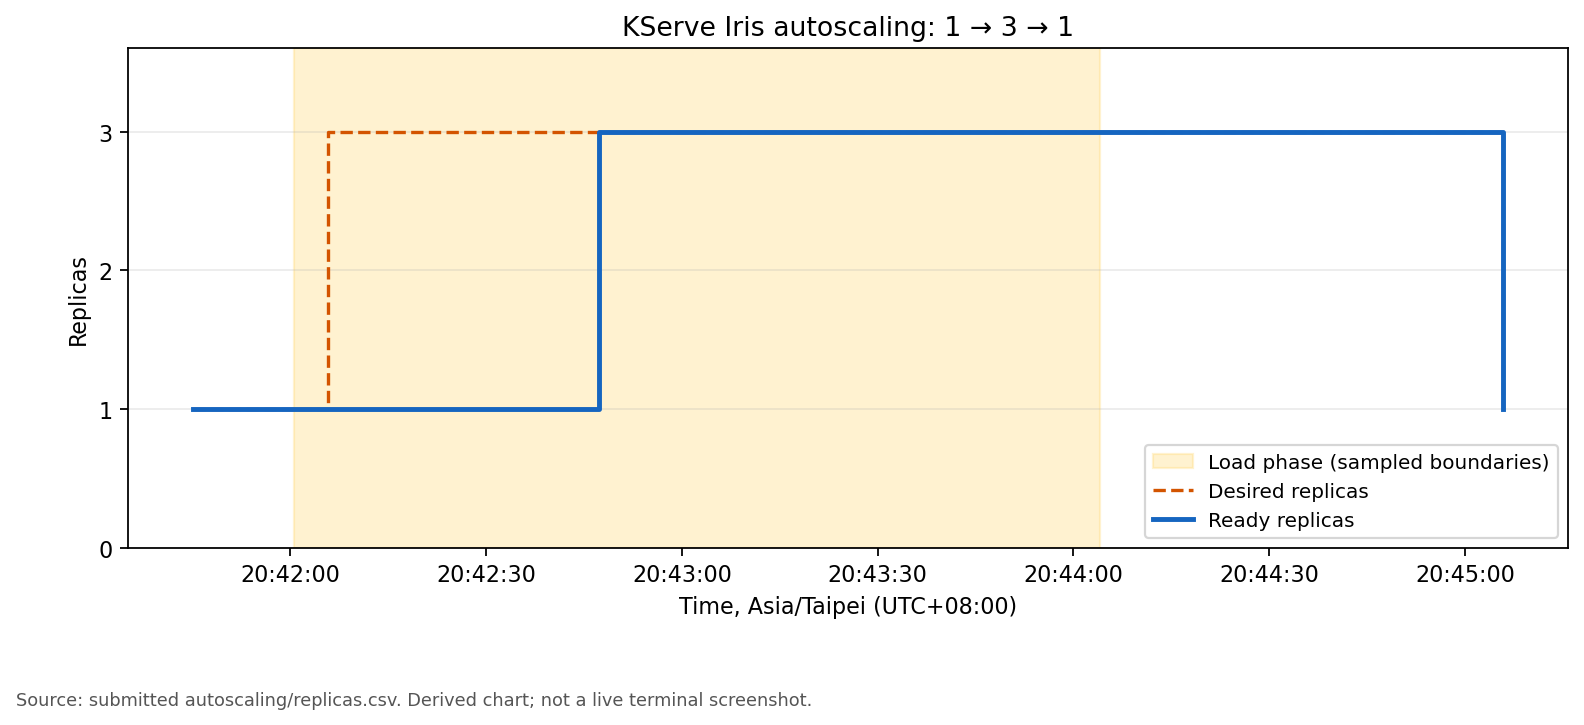 KServe Iris autoscaling: 1 → 3 → 1
Replicas
3
2
1
0
20:42:00 20:42:30 20:43:00 20:43:30 20:44:00 20:44:30 20:45:00
Time, Asia/Taipei (UTC+08:00)
Load phase (sampled boundaries)
Desired replicas
Ready replicas
Source: submitted autoscaling/replicas.csv. Derived chart; not a live terminal screenshot.